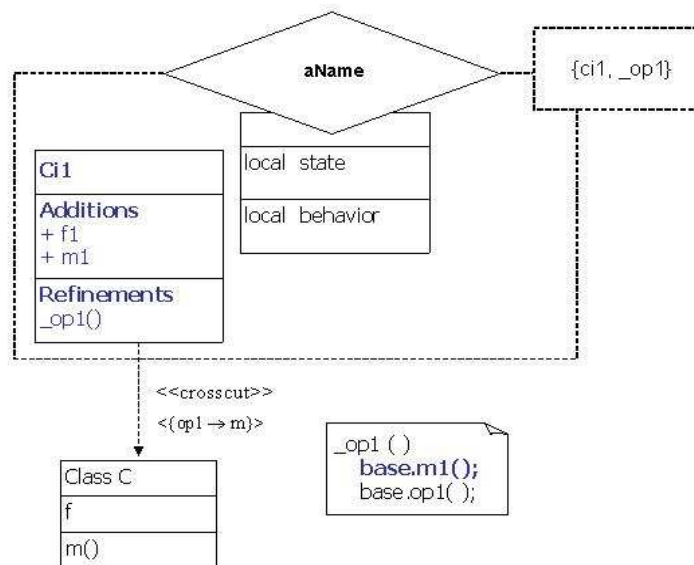 aName
{ci1, _op1}
local state
local behavior
Ci1
Additions
+ f1
+ m1
Refinements
_op1()
<<crosscut>>
<{op1 → m}>
Class C
f
m()
_op1 ( )
base.m1();
base.op1( );